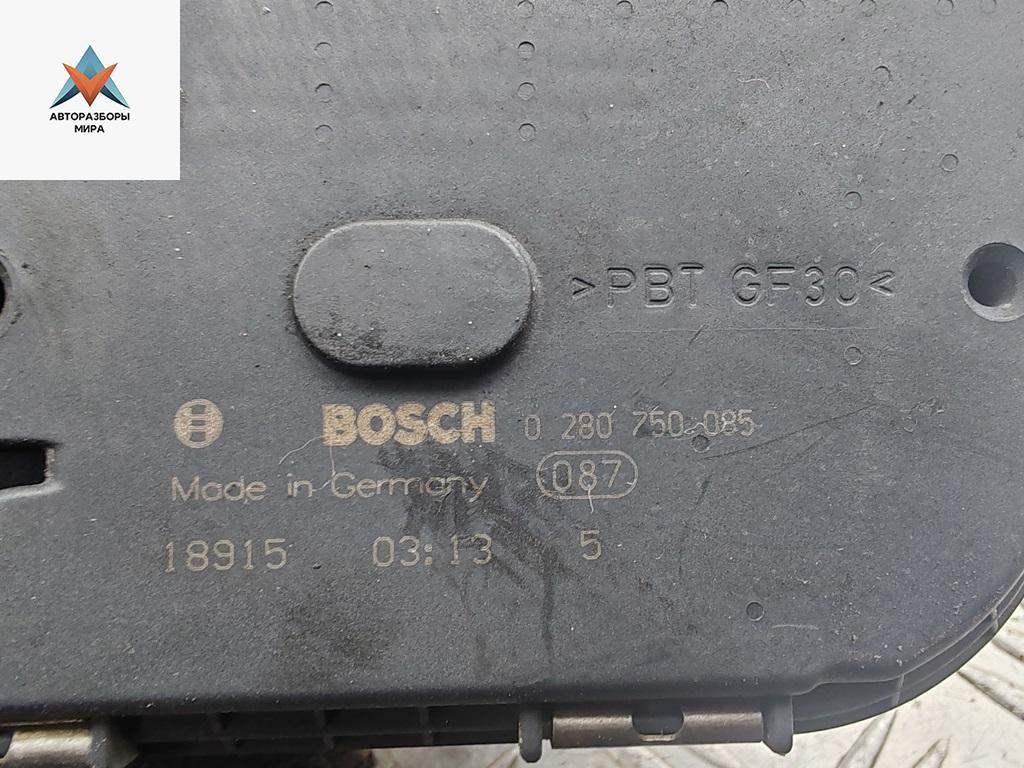 АВТОРАЗБОРЫ
МИРА
>PBT GF30<
BOSCH 0 280 750 085
Made in Germany 087
18915 03:13 5